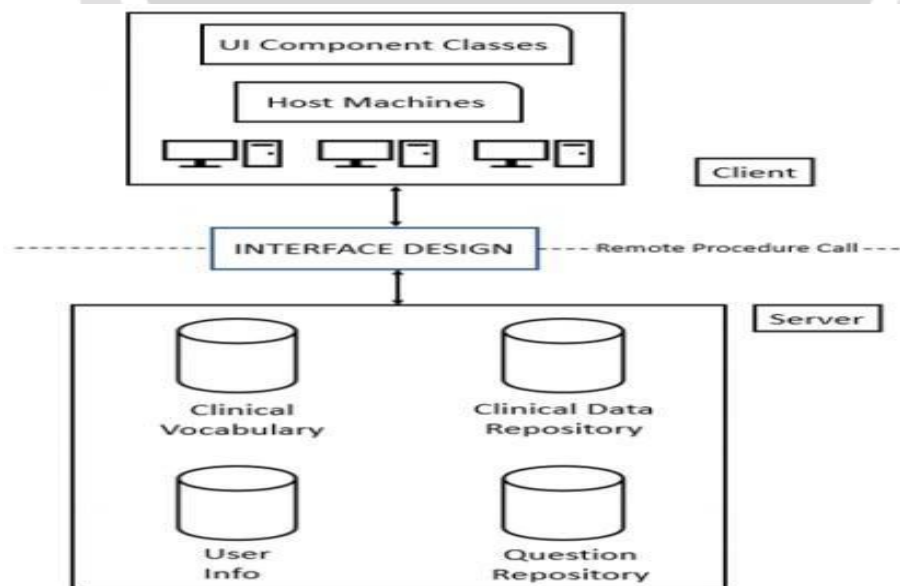 UI Component Classes
Host Machines
Client
INTERFACE DESIGN
Remote Procedure Call
Server
Clinical
Vocabulary
Clinical Data
Repository
User
Info
Question
Repository